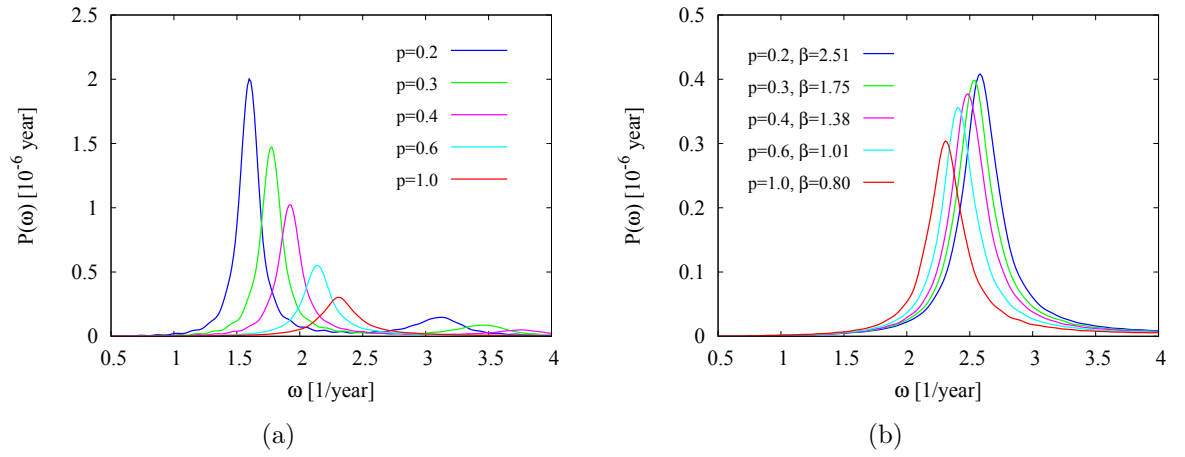 2.5
2
1.5
1
0.5
0
P(ω) [10⁻⁶ year]
p=0.2
p=0.3
p=0.4
p=0.6
p=1.0
0.5 1 1.5 2 2.5 3 3.5 4
ω [1/year]
(a)
0.5
0.4
0.3
0.2
0.1
0
P(ω) [10⁻⁶ year]
p=0.2, β=2.51
p=0.3, β=1.75
p=0.4, β=1.38
p=0.6, β=1.01
p=1.0, β=0.80
0.5 1 1.5 2 2.5 3 3.5 4
ω [1/year]
(b)